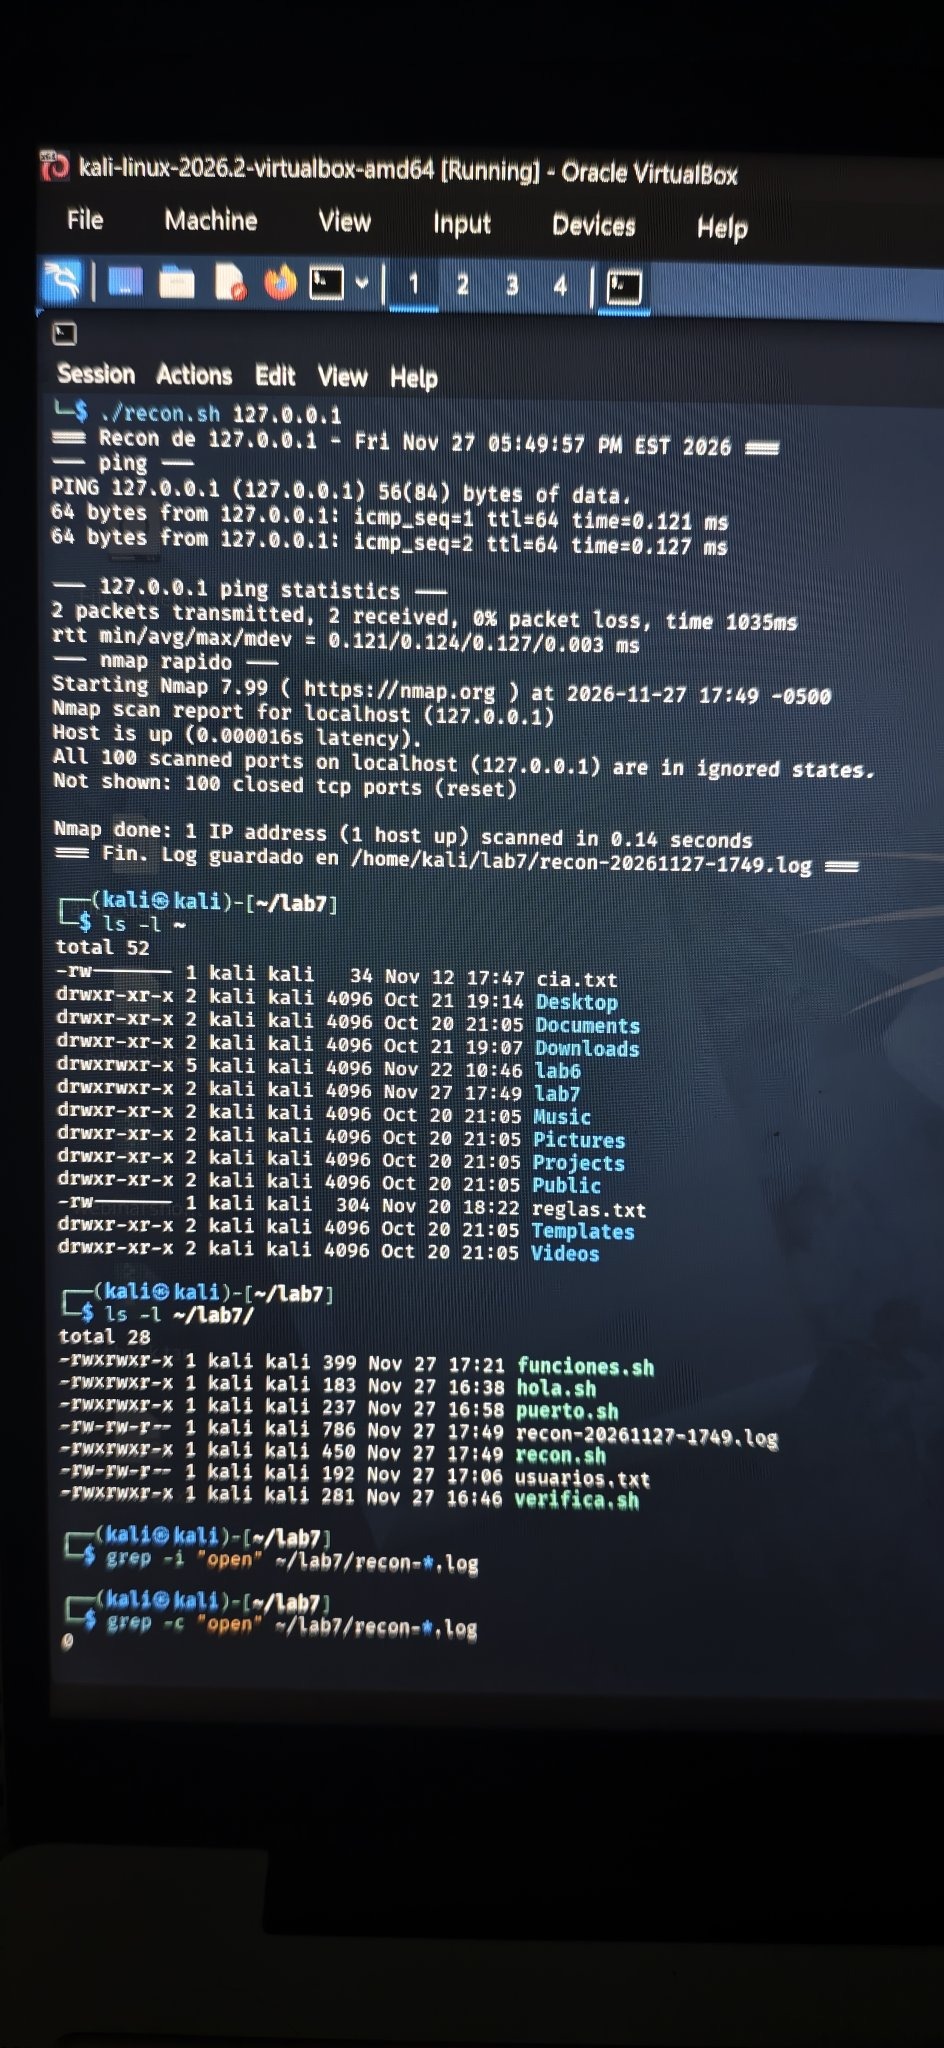 kali-linux-2026.2-virtualbox-amd64 [Running] - Oracle VirtualBox
File Machine View Input Devices Help
1 2 3 4
Session Actions Edit View Help
└─$ ./recon.sh 127.0.0.1
=== Recon de 127.0.0.1 - Fri Nov 27 05:49:57 PM EST 2026 ===
--- ping ---
PING 127.0.0.1 (127.0.0.1) 56(84) bytes of data.
64 bytes from 127.0.0.1: icmp_seq=1 ttl=64 time=0.121 ms
64 bytes from 127.0.0.1: icmp_seq=2 ttl=64 time=0.127 ms
--- 127.0.0.1 ping statistics ---
2 packets transmitted, 2 received, 0% packet loss, time 1035ms
rtt min/avg/max/mdev = 0.121/0.124/0.127/0.003 ms
--- nmap rapido ---
Starting Nmap 7.99 ( https://nmap.org ) at 2026-11-27 17:49 -0500
Nmap scan report for localhost (127.0.0.1)
Host is up (0.000016s latency).
All 100 scanned ports on localhost (127.0.0.1) are in ignored states.
Not shown: 100 closed tcp ports (reset)
Nmap done: 1 IP address (1 host up) scanned in 0.14 seconds
=== Fin. Log guardado en /home/kali/lab7/recon-20261127-1749.log ===
┌──(kali㉿kali)-[~/lab7]
└─$ ls -l ~
total 52
-rw------- 1 kali kali   34 Nov 12 17:47 cia.txt
drwxr-xr-x 2 kali kali 4096 Oct 21 19:14 Desktop
drwxr-xr-x 2 kali kali 4096 Oct 20 21:05 Documents
drwxr-xr-x 2 kali kali 4096 Oct 21 19:07 Downloads
drwxrwxr-x 5 kali kali 4096 Nov 22 10:46 lab6
drwxrwxr-x 2 kali kali 4096 Nov 27 17:49 lab7
drwxr-xr-x 2 kali kali 4096 Oct 20 21:05 Music
drwxr-xr-x 2 kali kali 4096 Oct 20 21:05 Pictures
drwxr-xr-x 2 kali kali 4096 Oct 20 21:05 Projects
drwxr-xr-x 2 kali kali 4096 Oct 20 21:05 Public
-rw------- 1 kali kali  304 Nov 20 18:22 reglas.txt
drwxr-xr-x 2 kali kali 4096 Oct 20 21:05 Templates
drwxr-xr-x 2 kali kali 4096 Oct 20 21:05 Videos
┌──(kali㉿kali)-[~/lab7]
└─$ ls -l ~/lab7/
total 28
-rwxrwxr-x 1 kali kali 399 Nov 27 17:21 funciones.sh
-rwxrwxr-x 1 kali kali 183 Nov 27 16:38 hola.sh
-rwxrwxr-x 1 kali kali 237 Nov 27 16:58 puerto.sh
-rw-rw-r-- 1 kali kali 786 Nov 27 17:49 recon-20261127-1749.log
-rwxrwxr-x 1 kali kali 450 Nov 27 17:49 recon.sh
-rw-rw-r-- 1 kali kali 192 Nov 27 17:06 usuarios.txt
-rwxrwxr-x 1 kali kali 281 Nov 27 16:46 verifica.sh
┌──(kali㉿kali)-[~/lab7]
└─$ grep -i "open" ~/lab7/recon-*.log
┌──(kali㉿kali)-[~/lab7]
└─$ grep -c "open" ~/lab7/recon-*.log
0